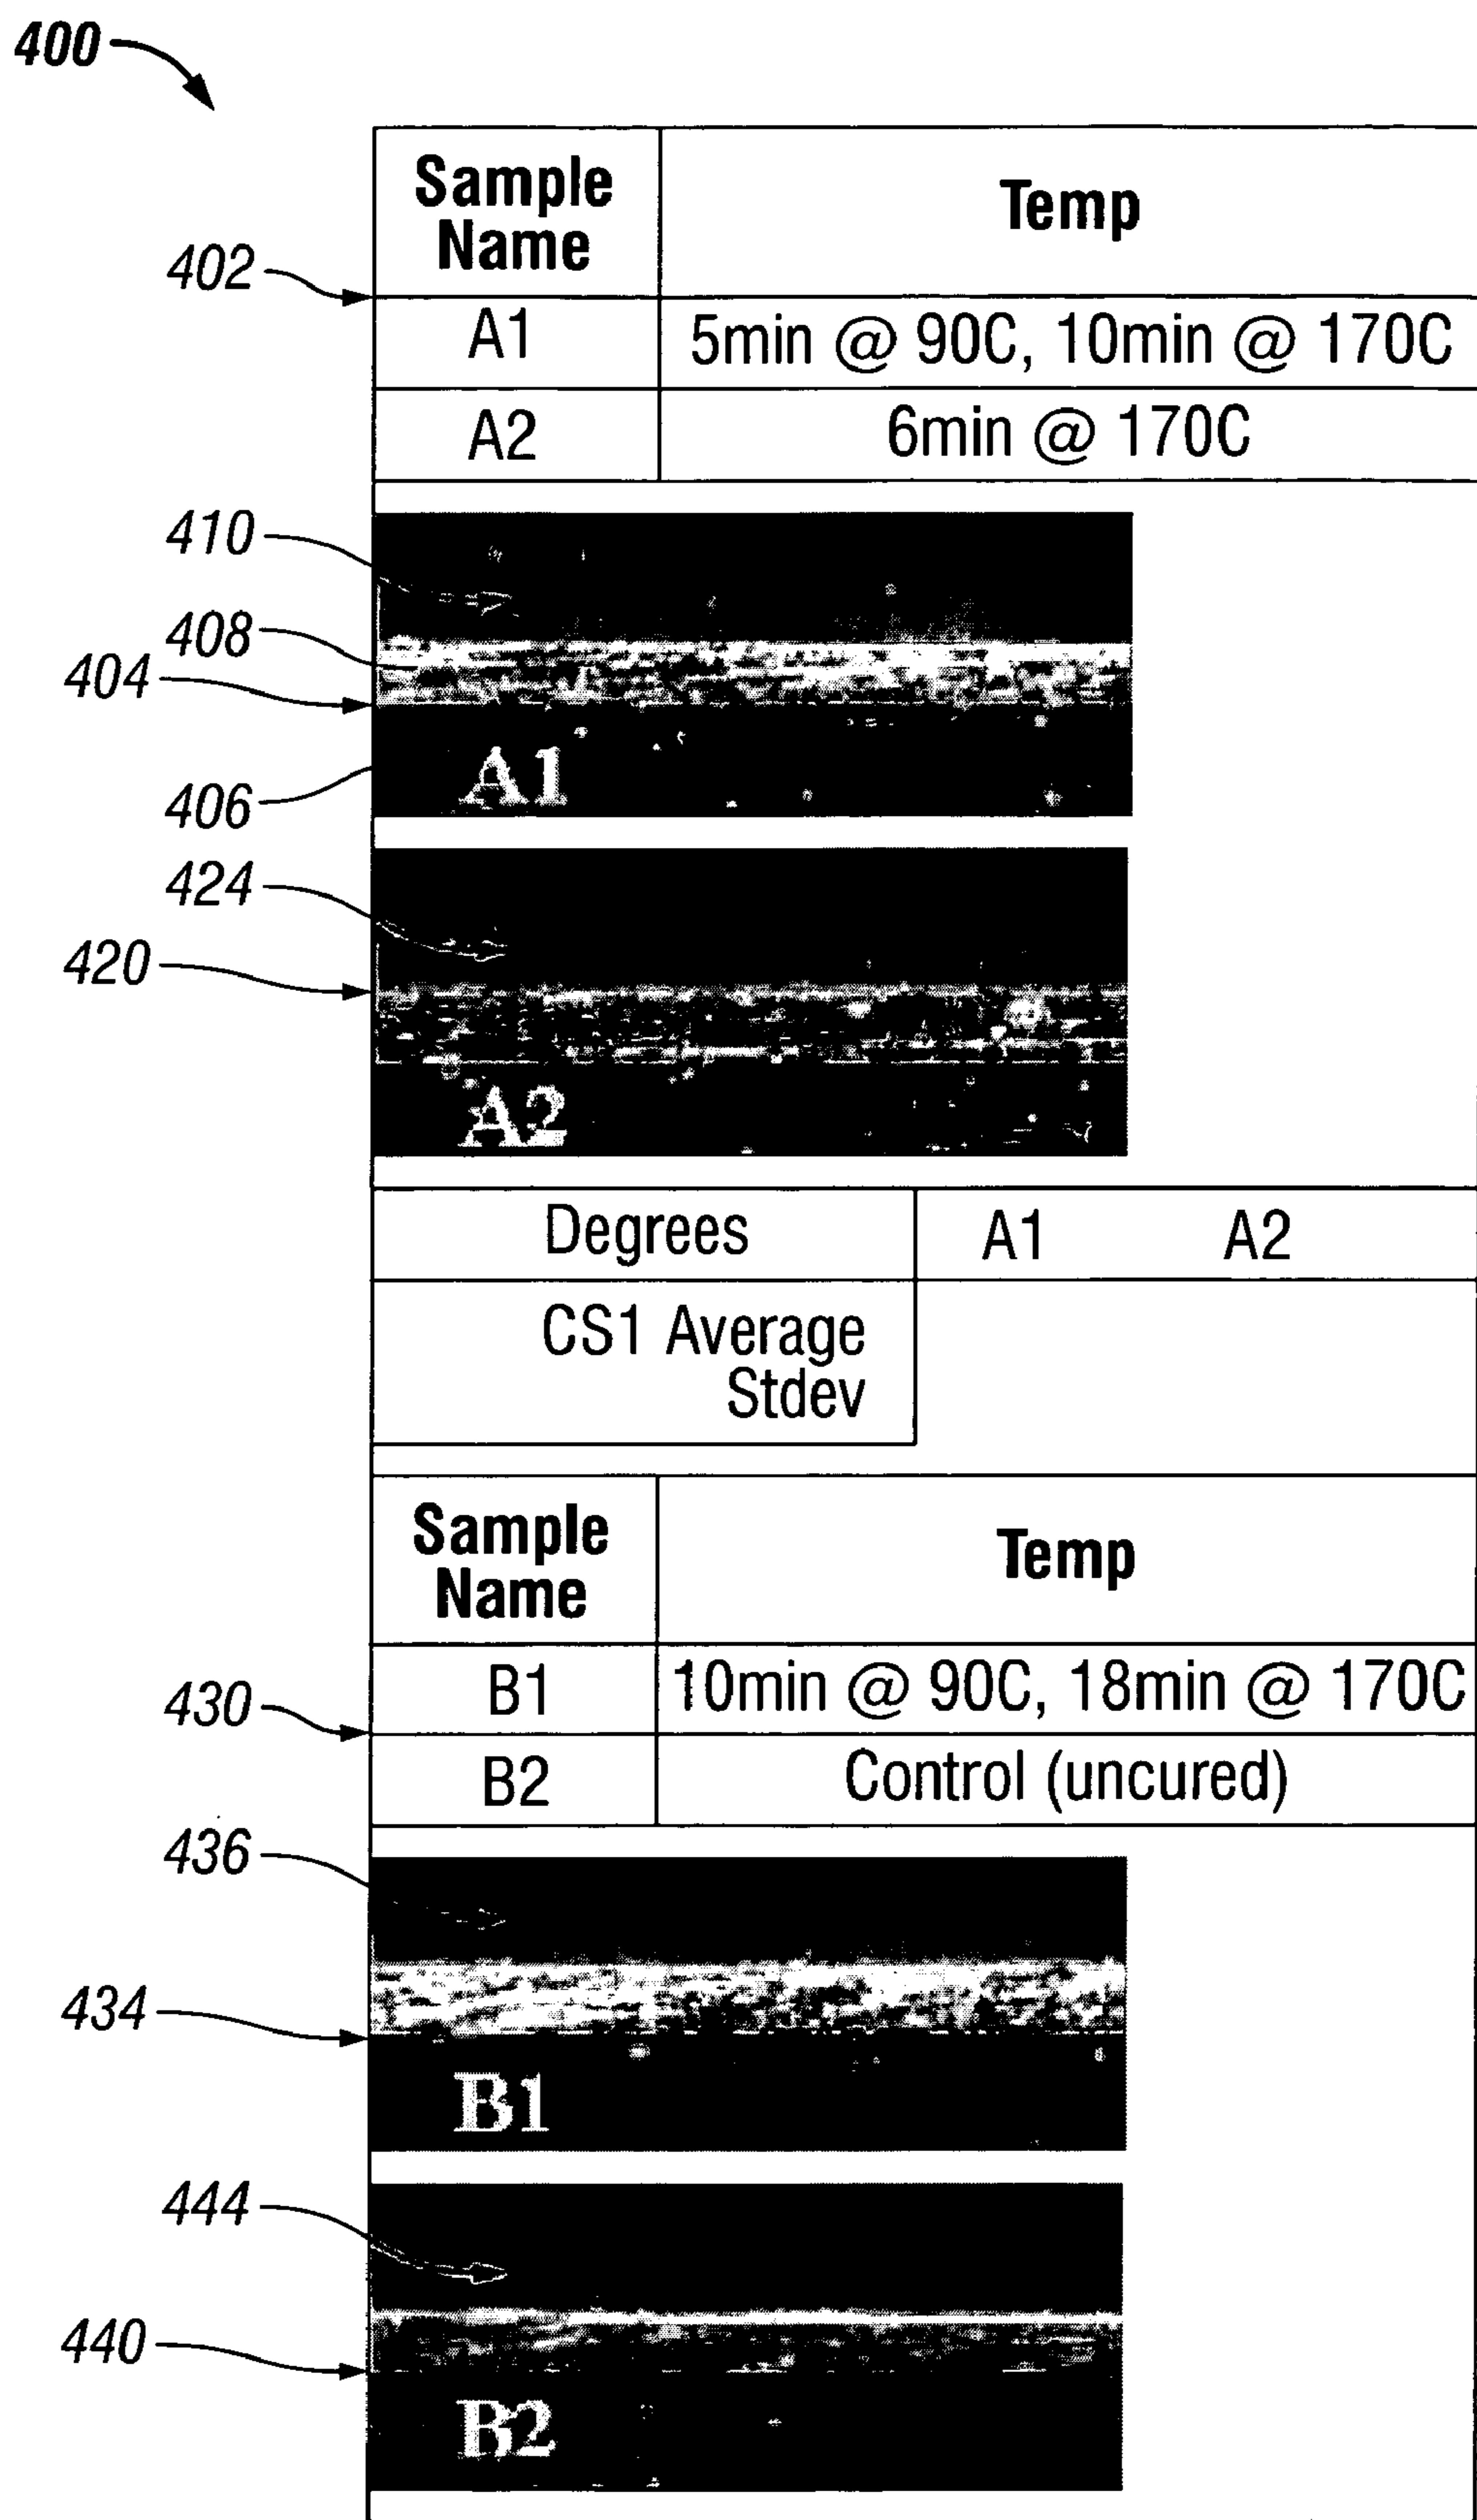 400
Sample Name
Temp
402
A1
5min @ 90C, 10min @ 170C
A2
6min @ 170C
410
408
404
A1
406
424
420
A2
Degrees
A1
A2
CS1 Average
Stdev
Sample Name
Temp
B1
10min @ 90C, 18min @ 170C
430
B2
Control (uncured)
436
434
B1
444
440
B2